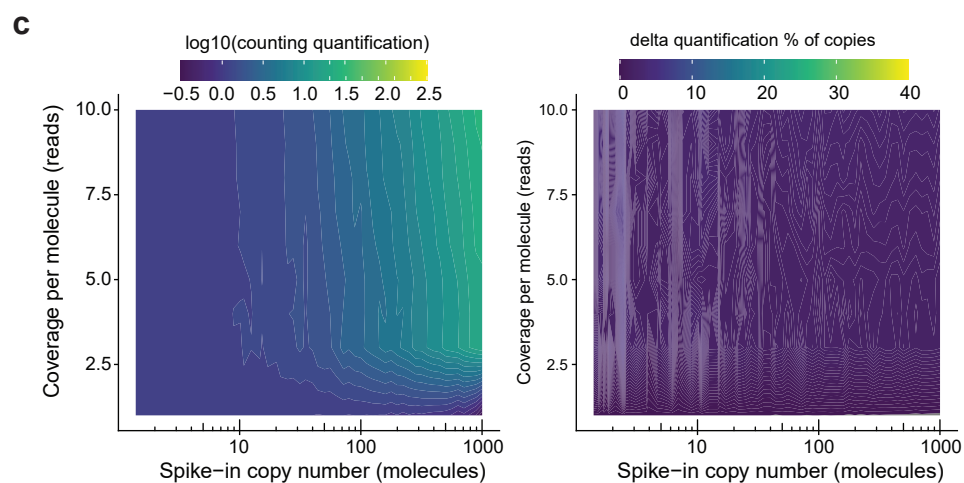 c
log10(counting quantification)
−0.5 0.0 0.5 1.0 1.5 2.0 2.5
Coverage per molecule (reads)
10.0
7.5
5.0
2.5
10 100 1000
Spike−in copy number (molecules)
delta quantification % of copies
0 10 20 30 40
Coverage per molecule (reads)
10.0
7.5
5.0
2.5
10 100 1000
Spike−in copy number (molecules)